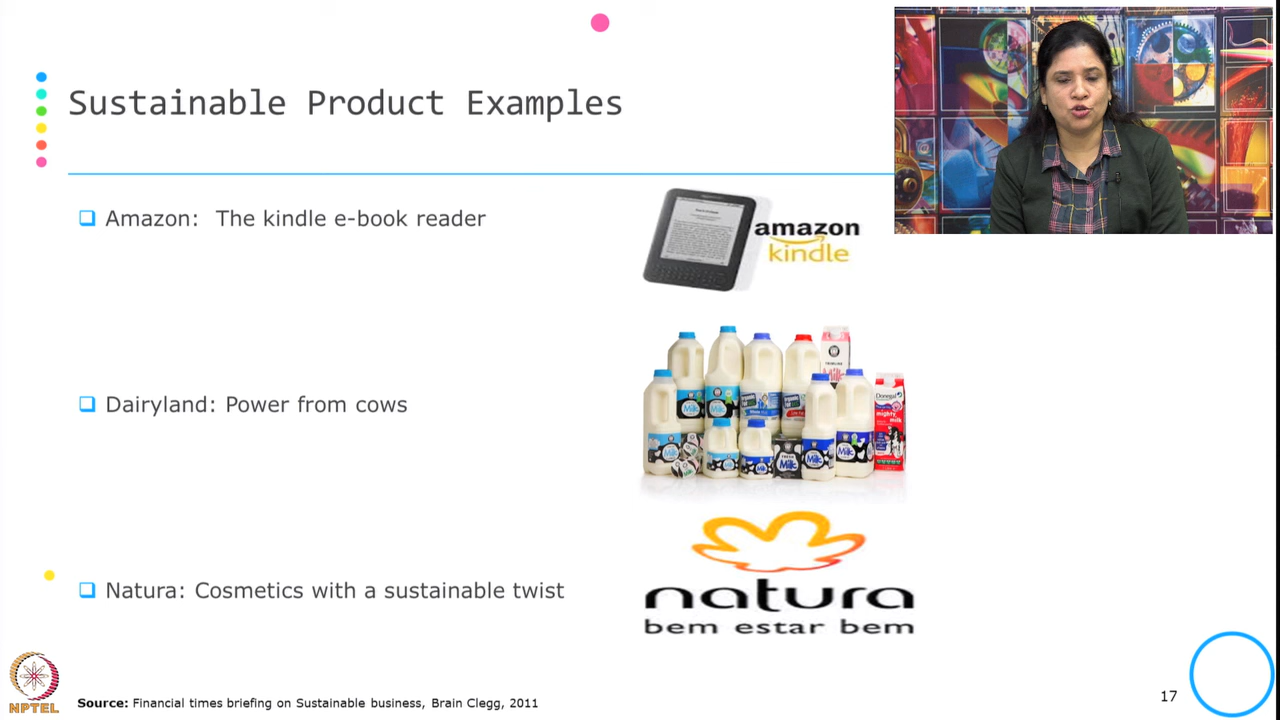 Sustainable Product Examples
Amazon: The kindle e-book reader
amazon
kindle
Dairyland: Power from cows
Milk
Donegal
mighty
milk
Natura: Cosmetics with a sustainable twist
natura
bem estar bem
NPTEL
Source: Financial times briefing on Sustainable business, Brain Clegg, 2011
17